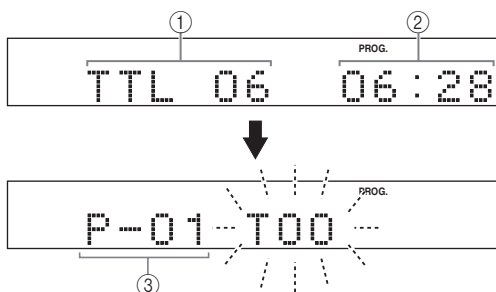 ① ②
PROG.
TTL 06 06:28
PROG.
P-01 T00
③